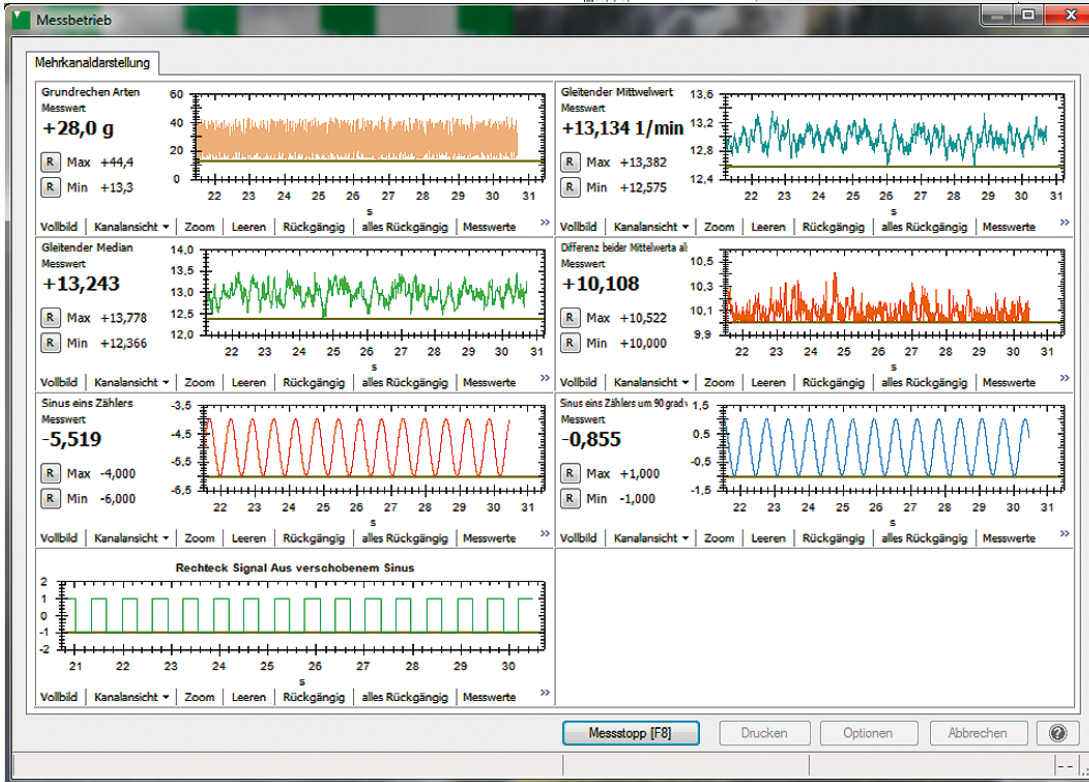 Messbetrieb
Mehrkanaldarstellung
Grundrechen Arten
Messwert
+28,0 g
R Max +44,4
R Min +13,3
60
40
20
0
22 23 24 25 26 27 28 29 30 31
s
Vollbild Kanalansicht Zoom Leeren Rückgängig alles Rückgängig Messwerte »
Gleitender Mittwelwert
Messwert
+13,134 1/min
R Max +13,382
R Min +12,575
13,6
13,2
12,8
12,4
22 23 24 25 26 27 28 29 30 31
s
Vollbild Kanalansicht Zoom Leeren Rückgängig alles Rückgängig Messwerte »
Gleitender Median
Messwert
+13,243
R Max +13,778
R Min +12,366
14,0
13,5
13,0
12,5
12,0
22 23 24 25 26 27 28 29 30 31
s
Vollbild Kanalansicht Zoom Leeren Rückgängig alles Rückgängig Messwerte »
Differenz beider Mittelwerta al
Messwert
+10,108
R Max +10,522
R Min +10,000
10,5
10,3
10,1
9,9
22 23 24 25 26 27 28 29 30 31
s
Vollbild Kanalansicht Zoom Leeren Rückgängig alles Rückgängig Messwerte »
Sinus eins Zählers
Messwert
-5,519
R Max -4,000
R Min -6,000
-3,5
-4,5
-5,5
-6,5
22 23 24 25 26 27 28 29 30 31
s
Vollbild Kanalansicht Zoom Leeren Rückgängig alles Rückgängig Messwerte »
Sinus eins Zählers um 90 grad v
Messwert
-0,855
R Max +1,000
R Min -1,000
1,5
0,5
-0,5
-1,5
22 23 24 25 26 27 28 29 30 31
s
Vollbild Kanalansicht Zoom Leeren Rückgängig alles Rückgängig Messwerte »
Rechteck Signal Aus verschobenem Sinus
2
1
0
-1
-2
21 22 23 24 25 26 27 28 29 30
s
Vollbild Kanalansicht Zoom Leeren Rückgängig alles Rückgängig Messwerte »
Messstopp [F8] Drucken Optionen Abbrechen ?
--